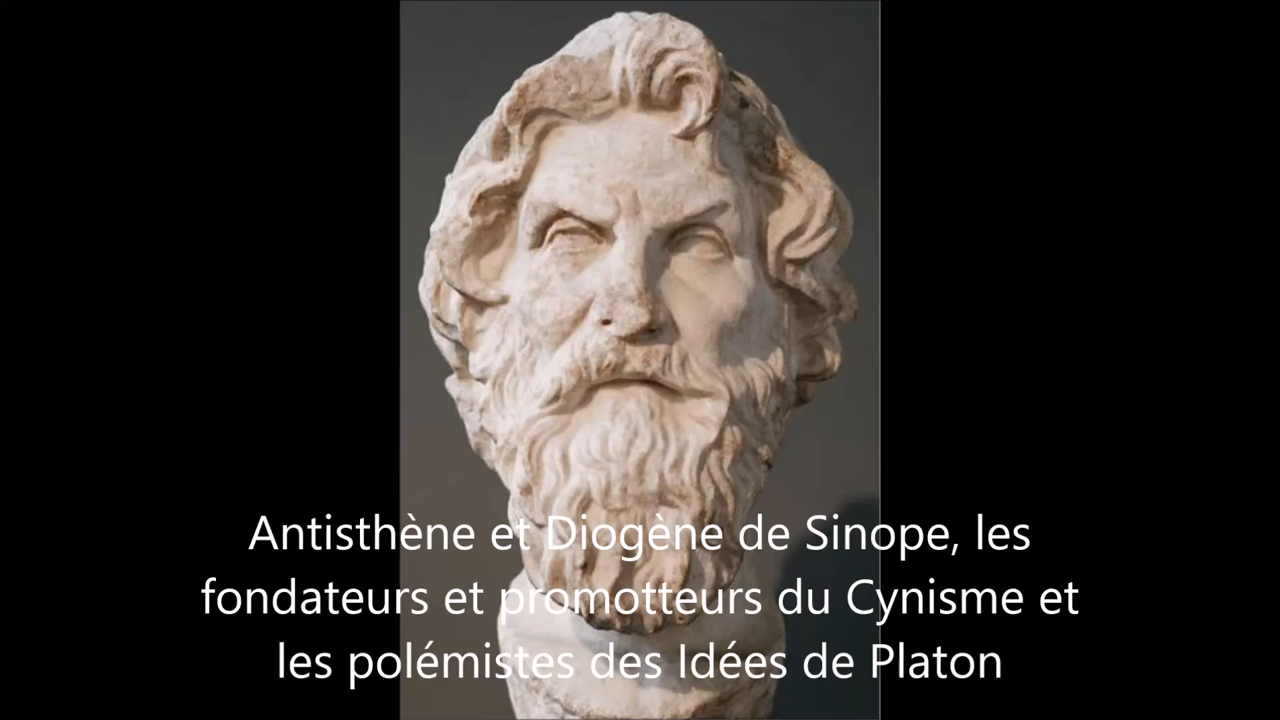 Antisthène et Diogène de Sinope, les
fondateurs et promotteurs du Cynisme et
les polémistes des Idées de Platon